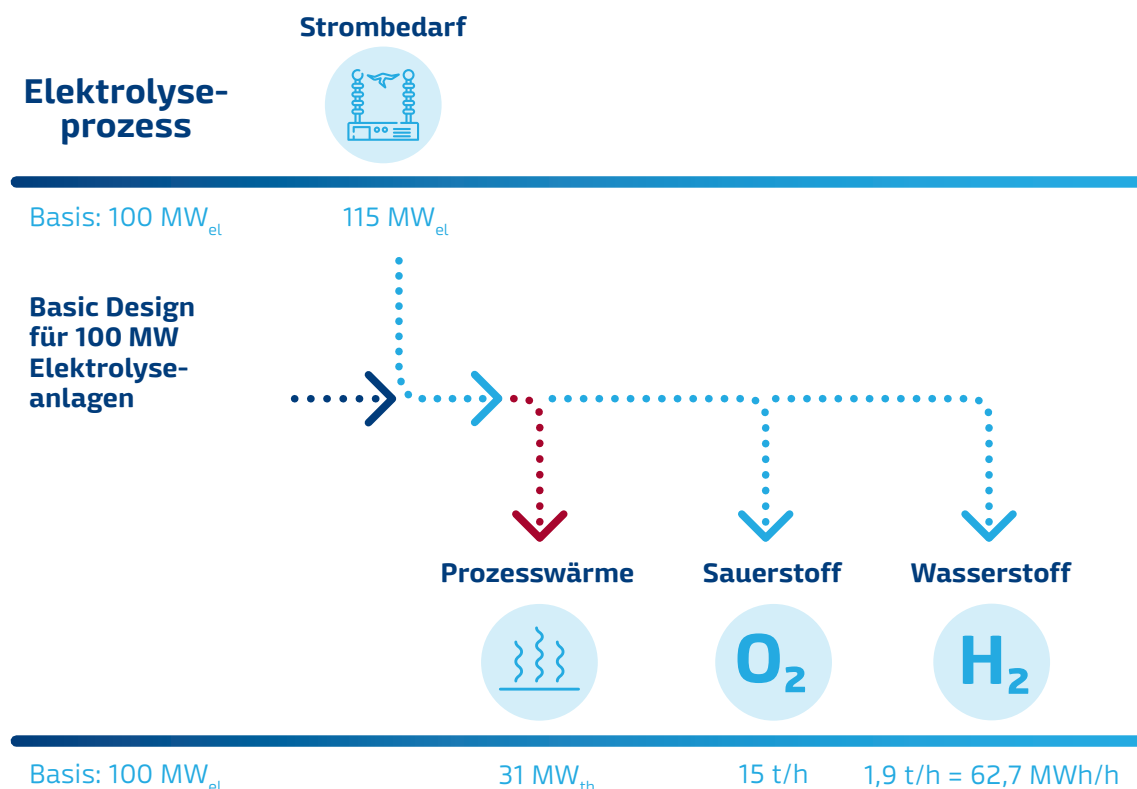 Strombedarf
Elektrolyse-
prozess
Basis: 100 MWel
115 MWel
Basic Design
für 100 MW
Elektrolyse-
anlagen
Prozesswärme
Sauerstoff
Wasserstoff
O2
H2
Basis: 100 MWel
31 MWth
15 t/h
1,9 t/h = 62,7 MWh/h